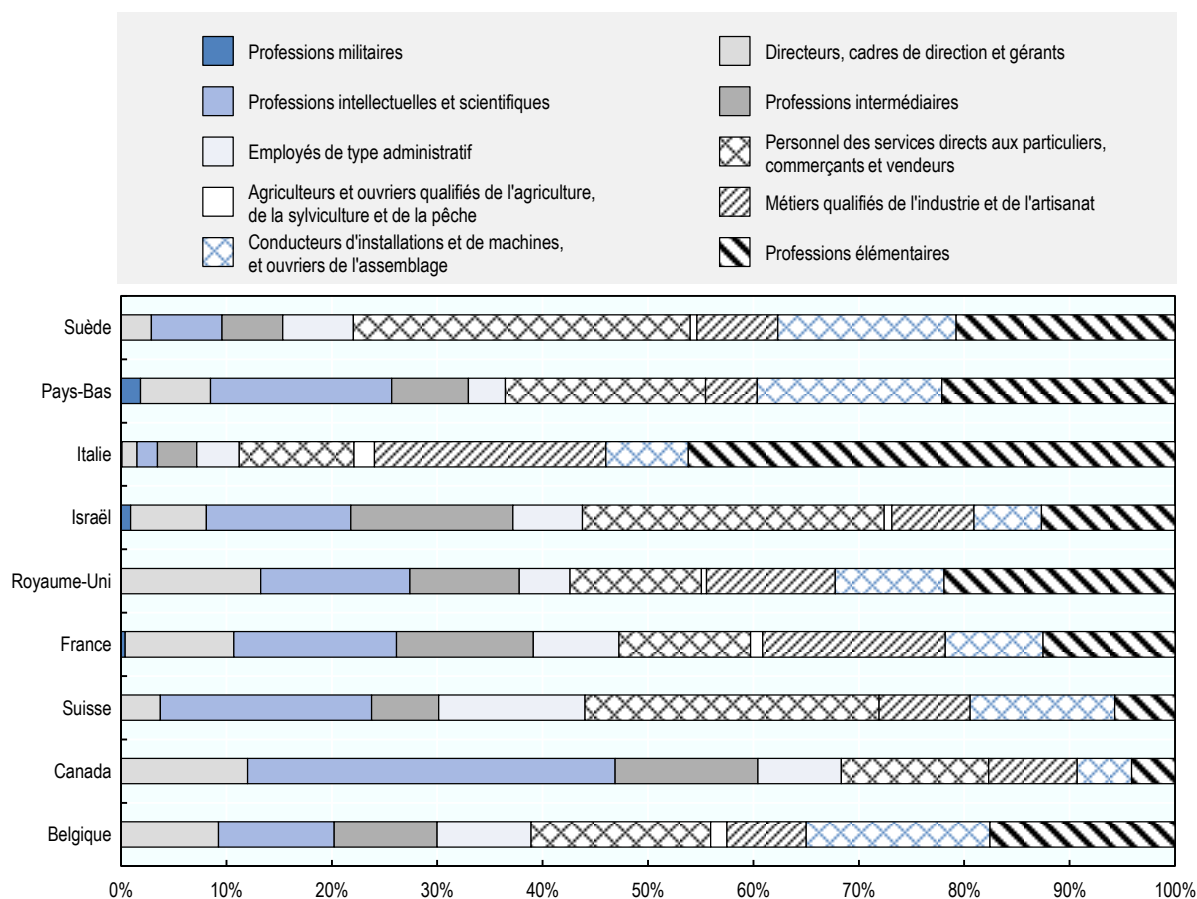 Professions militaires
Directeurs, cadres de direction et gérants
Professions intellectuelles et scientifiques
Professions intermédiaires
Employés de type administratif
Personnel des services directs aux particuliers,
commerçants et vendeurs
Agriculteurs et ouvriers qualifiés de l'agriculture,
de la sylviculture et de la pêche
Métiers qualifiés de l'industrie et de l'artisanat
Conducteurs d'installations et de machines,
et ouvriers de l'assemblage
Professions élémentaires
Suède
Pays-Bas
Italie
Israël
Royaume-Uni
France
Suisse
Canada
Belgique
0% 10% 20% 30% 40% 50% 60% 70% 80% 90% 100%